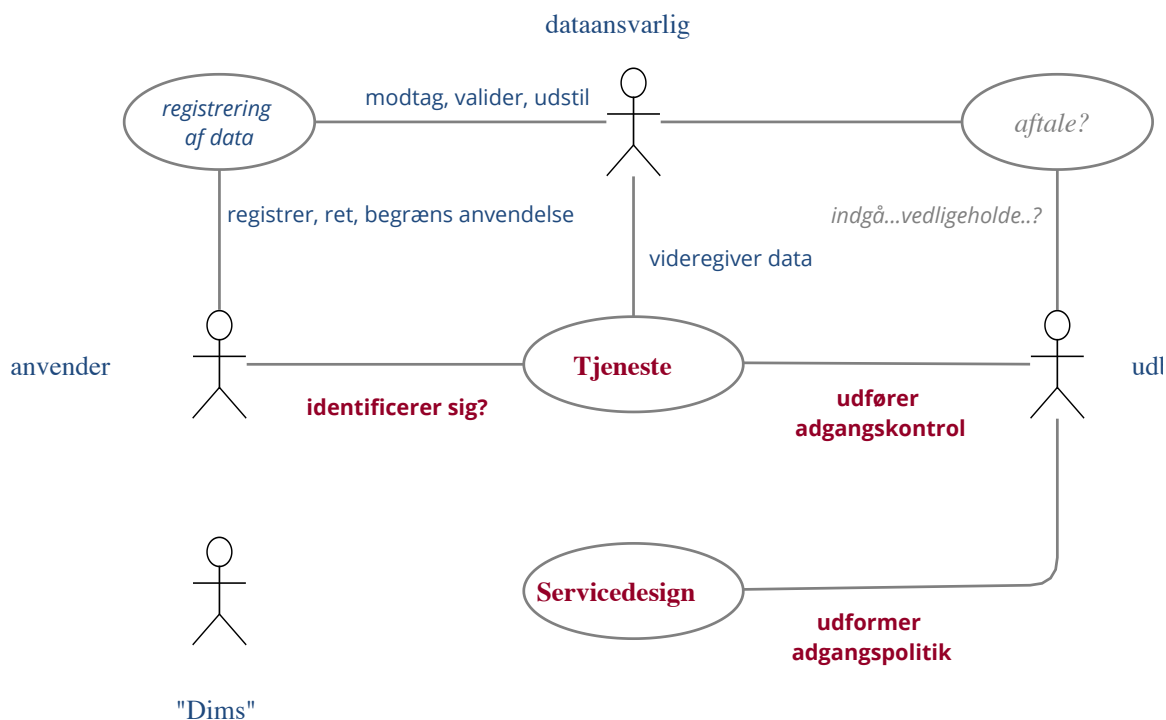 dataansvarlig
registrering
af data
modtag, valider, udstil
aftale?
registrer, ret, begræns anvendelse
indgå...vedligeholde..?
videregiver data
anvender
Tjeneste
identificerer sig?
udfører
adgangskontrol
Servicedesign
udformer
adgangspolitik
"Dims"